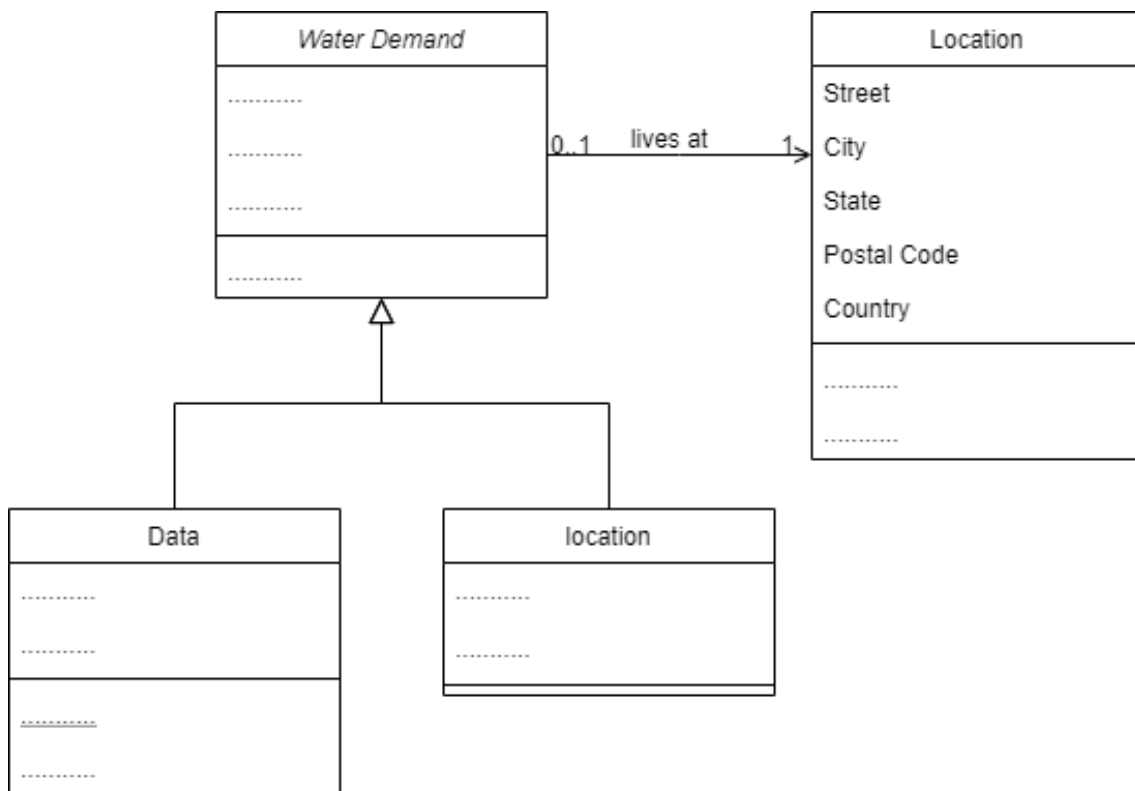 Water Demand
...........
...........
...........
...........
0..1 lives at 1
Location
Street
City
State
Postal Code
Country
...........
...........
Data
...........
...........
...........
...........
location
...........
...........